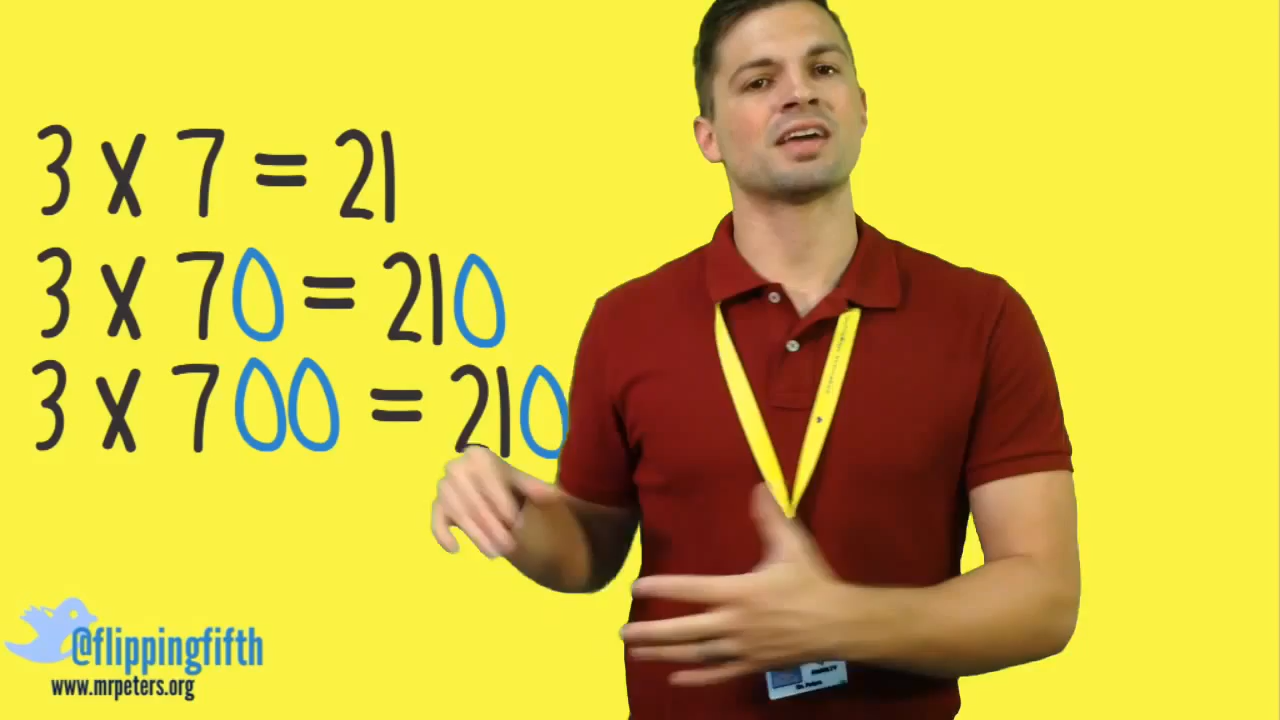 3 x 7 = 21
3 x 70 = 210
3 x 700 = 210
@flippingfifth
www.mrpeters.org